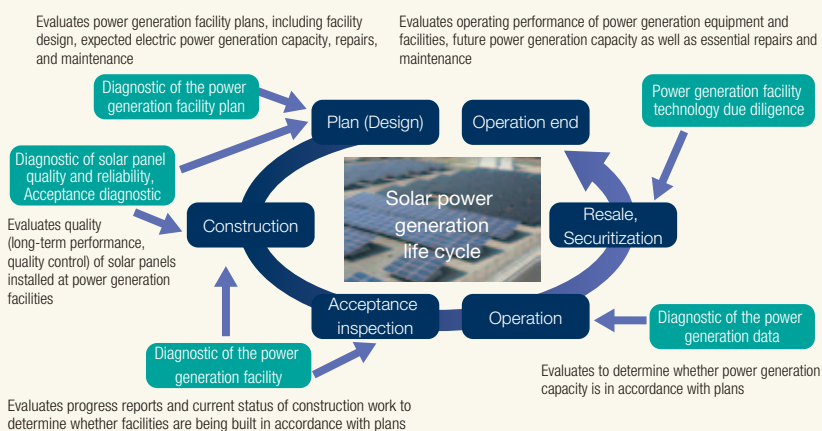 Evaluates power generation facility plans, including facility
design, expected electric power generation capacity, repairs,
and maintenance
Evaluates operating performance of power generation equipment and
facilities, future power generation capacity as well as essential repairs and
maintenance
Diagnostic of the power
generation facility plan
Plan (Design)
Operation end
Power generation facility
technology due diligence
Diagnostic of solar panel
quality and reliability,
Acceptance diagnostic
Solar power
generation
life cycle
Construction
Resale,
Securitization
Evaluates quality
(long-term performance,
quality control) of solar panels
installed at power generation
facilities
Acceptance
inspection
Operation
Diagnostic of the power
generation data
Diagnostic of the power
generation facility
Evaluates to determine whether power generation
capacity is in accordance with plans
Evaluates progress reports and current status of construction work to
determine whether facilities are being built in accordance with plans